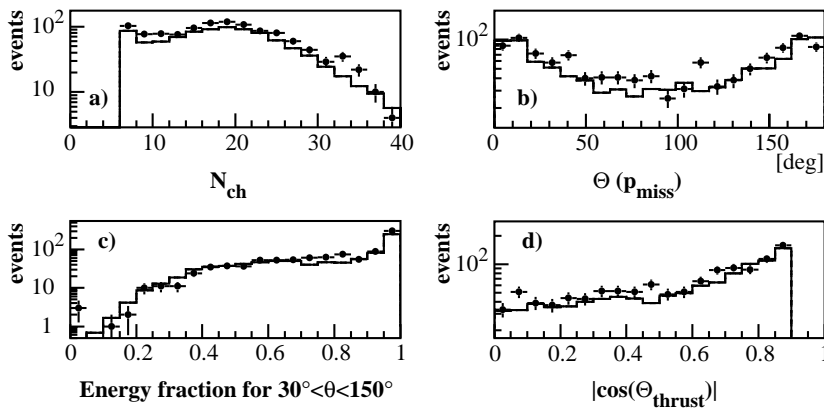 events
10²
10
a)
0 10 20 30 40
N_ch
events
10²
b)
0 50 100 150
[deg]
Θ (p_miss)
events
10²
10
1
c)
0 0.2 0.4 0.6 0.8 1
Energy fraction for 30°<θ<150°
events
10²
d)
0 0.2 0.4 0.6 0.8 1
|cos(Θ_thrust)|